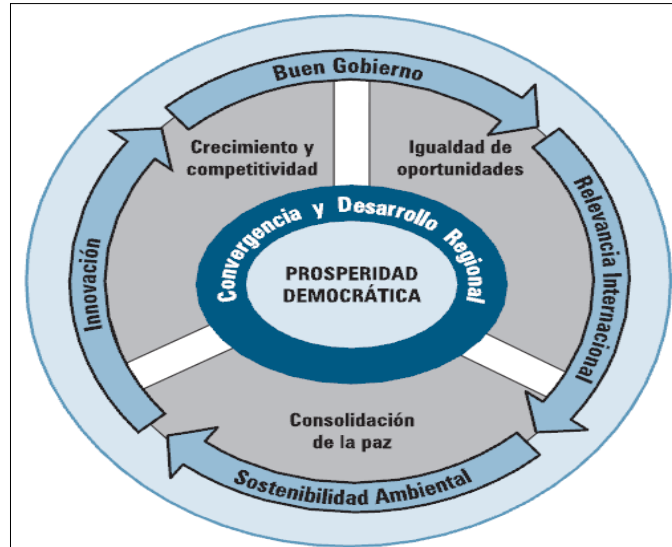 Buen Gobierno
Crecimiento y
competitividad
Igualdad de
oportunidades
Relevancia Internacional
Innovación
Convergencia y Desarrollo Regional
PROSPERIDAD
DEMOCRÁTICA
Consolidación
de la paz
Sostenibilidad Ambiental